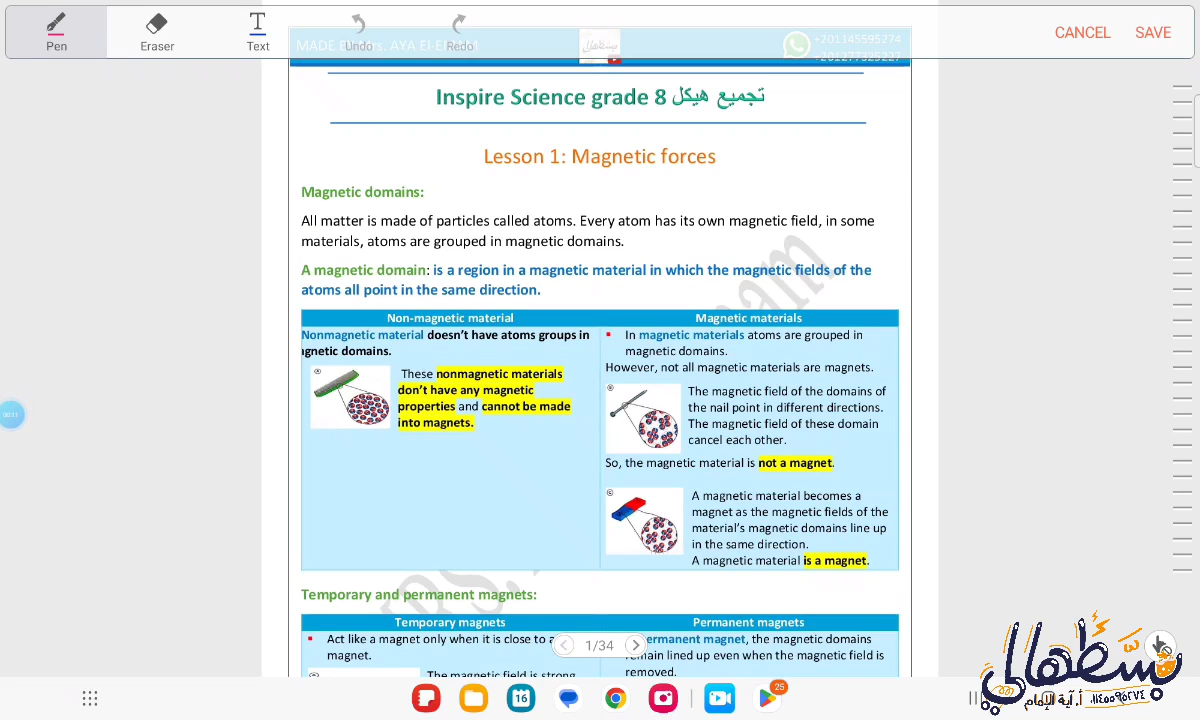 Pen
Eraser
Text
Undo
Redo
CANCEL
SAVE
+201145595274
Inspire Science grade 8 تجميع هيكل
Lesson 1: Magnetic forces
Magnetic domains:
All matter is made of particles called atoms. Every atom has its own magnetic field, in some
materials, atoms are grouped in magnetic domains.
A magnetic domain: is a region in a magnetic material in which the magnetic fields of the
atoms all point in the same direction.
Non-magnetic material
Nonmagnetic material doesn't have atoms groups in
gnetic domains.
These nonmagnetic materials
don't have any magnetic
properties and cannot be made
into magnets.
Magnetic materials
In magnetic materials atoms are grouped in
magnetic domains.
However, not all magnetic materials are magnets.
The magnetic field of the domains of
the nail point in different directions.
The magnetic field of these domain
cancel each other.
So, the magnetic material is not a magnet.
A magnetic material becomes a
magnet as the magnetic fields of the
material's magnetic domains line up
in the same direction.
A magnetic material is a magnet.
Temporary and permanent magnets:
Temporary magnets
Act like a magnet only when it is close to a
magnet.
The magnetic field is strong
Permanent magnets
ermanent magnet, the magnetic domains
main lined up even when the magnetic field is
removed.
1/34
16
25
بسطهالك
أ. آية الإمام